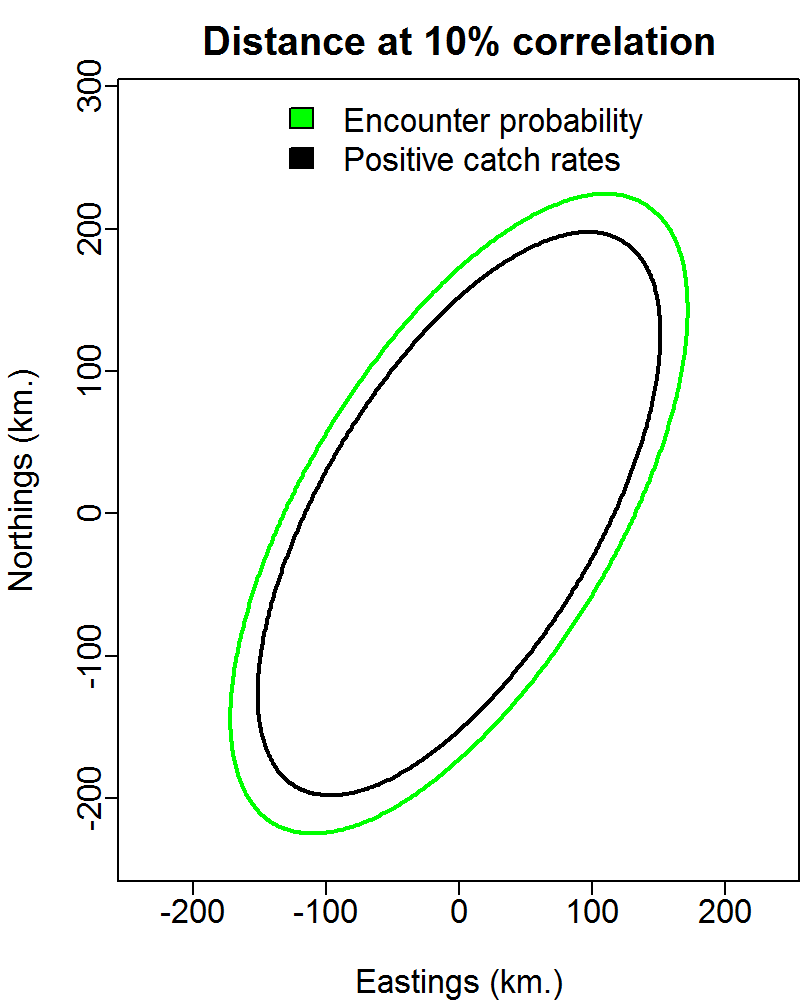 Distance at 10% correlation
Encounter probability
Positive catch rates
300
200
100
0
-100
-200
Northings (km.)
-200 -100 0 100 200
Eastings (km.)